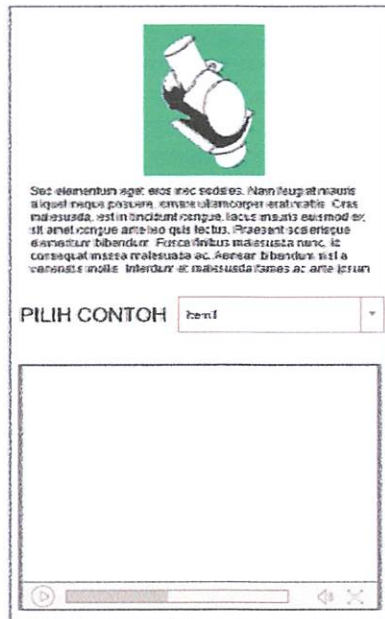 Sed elementum eget eros nec sodales. Nam feugiat mauris
aliquet neque posuere, ornare ullamcorper erat mattis. Cras
malesuada, est in tincidunt congue, lacus mauris euismod ex,
sit amet congue ante leo quis lectus. Praesent scelerisque
elementum bibendum. Fusce finibus malesuada nunc, id
consequat massa malesuada ac. Aenean bibendum nisl a
venenatis mollis. Interdum et malesuada fames ac ante ipsum
PILIH CONTOH
Item1